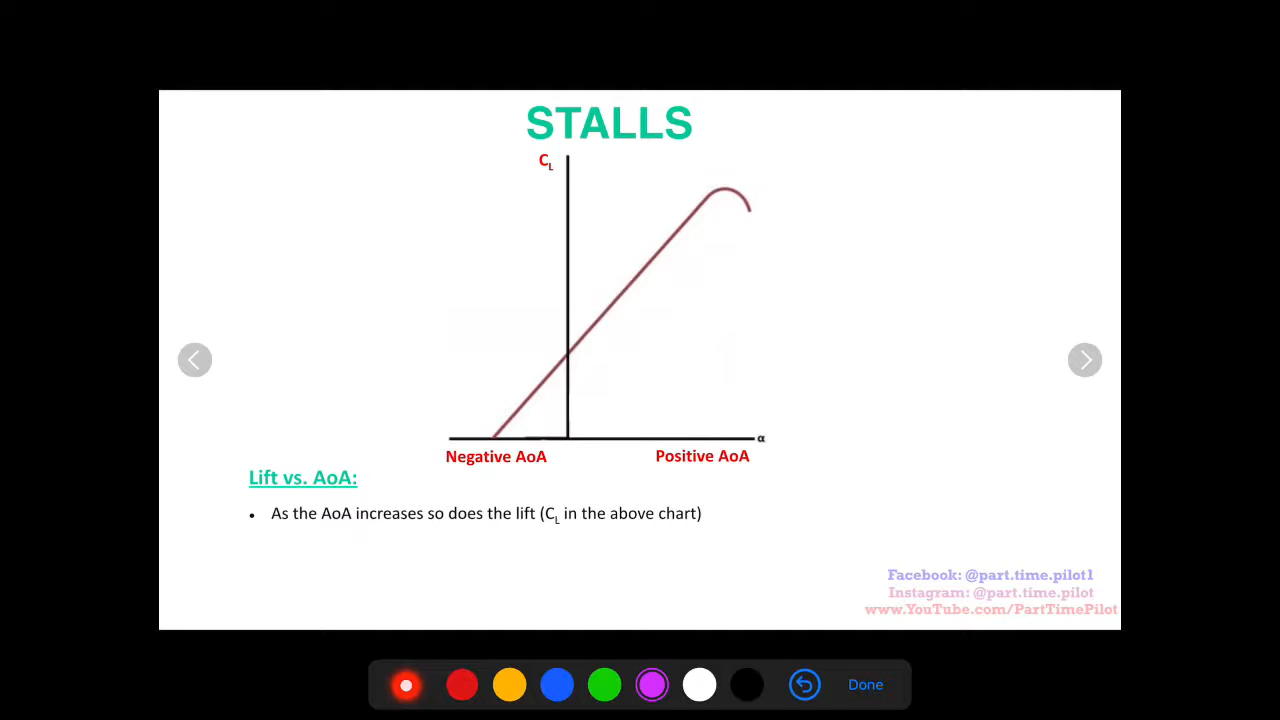 STALLS
CL
α
Negative AoA
Positive AoA
Lift vs. AoA:
• As the AoA increases so does the lift (CL in the above chart)
Facebook: @part.time.pilot1
Instagram: @part.time.pilot
www.YouTube.com/PartTimePilot
Done